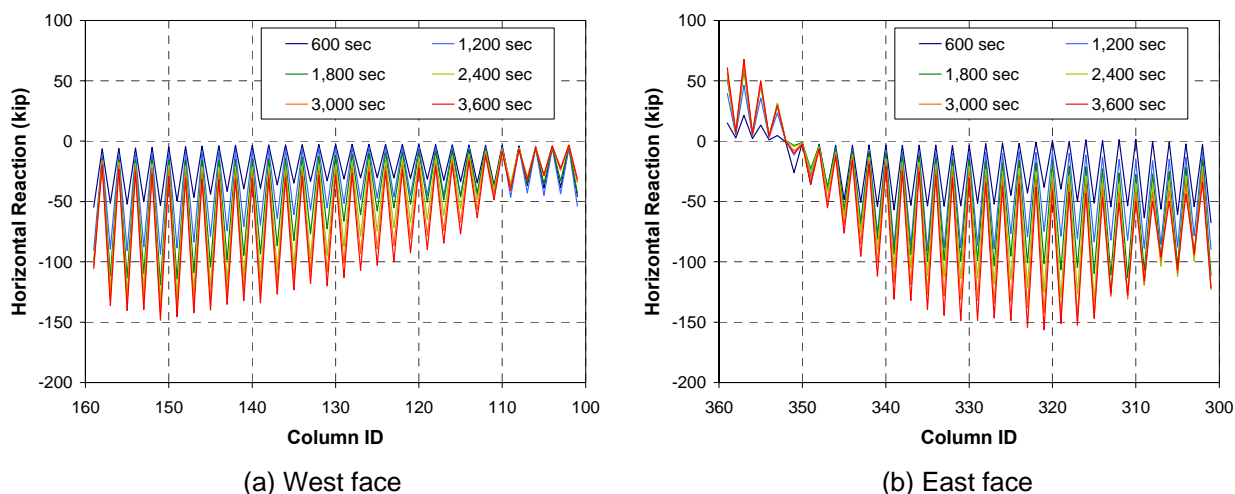 100
50
0
-50
-100
-150
-200
Horizontal Reaction (kip)
600 sec 1,200 sec
1,800 sec 2,400 sec
3,000 sec 3,600 sec
160 150 140 130 120 110 100
Column ID
(a) West face
100
50
0
-50
-100
-150
-200
Horizontal Reaction (kip)
600 sec 1,200 sec
1,800 sec 2,400 sec
3,000 sec 3,600 sec
360 350 340 330 320 310 300
Column ID
(b) East face